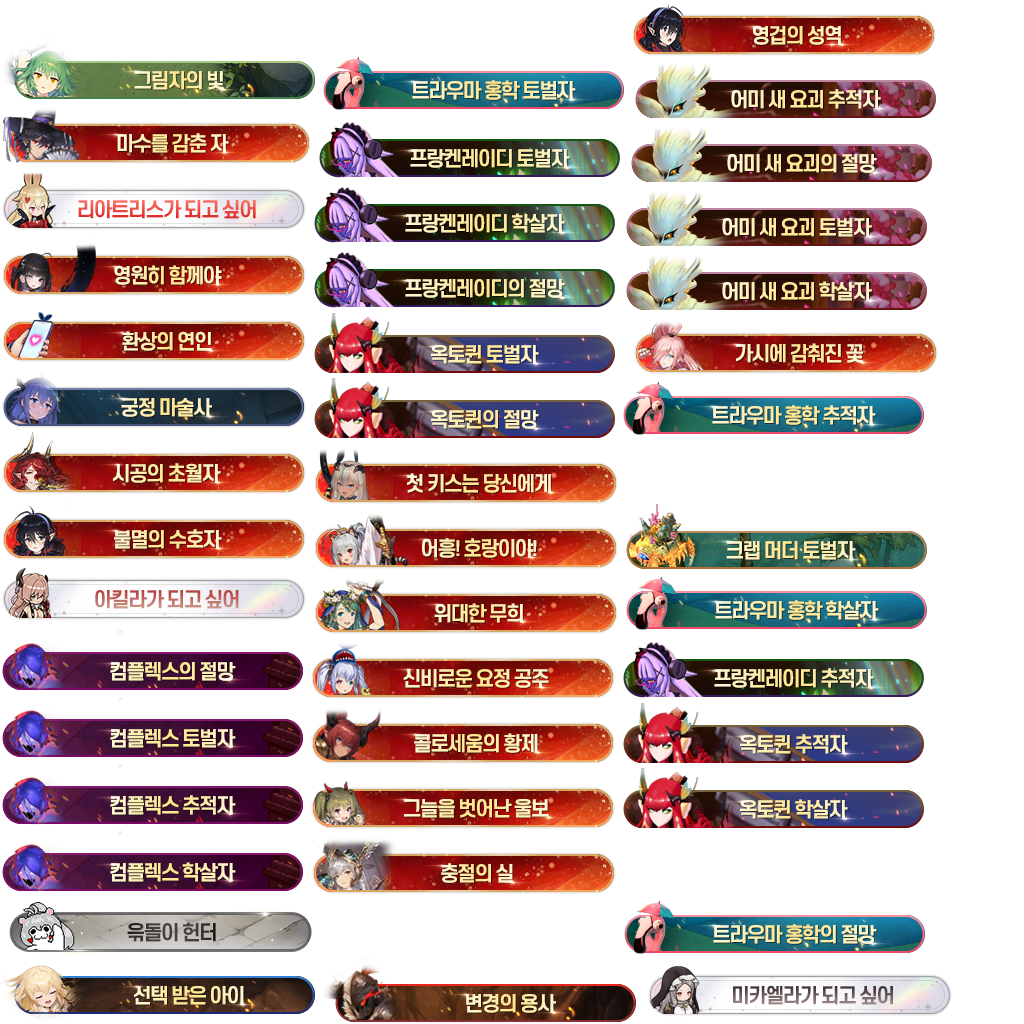 그림자의 빛
마수를 감춘 자
리아트리스가 되고 싶어
영원히 함께야
환상의 연인
궁정 마술사
시공의 초월자
불멸의 수호자
아킬라가 되고 싶어
컴플렉스의 절망
컴플렉스 토벌자
컴플렉스 추적자
컴플렉스 학살자
윾돌이 헌터
선택 받은 아이
트라우마 홍학 토벌자
프랑켄레이디 토벌자
프랑켄레이디 학살자
프랑켄레이디의 절망
옥토퀸 토벌자
옥토퀸의 절망
첫 키스는 당신에게
어흥! 호랑이야!
위대한 무희
신비로운 요정 공주
콜로세움의 황제
그늘을 벗어난 울보
충절의 실
변경의 용사
영겁의 성역
어미 새 요괴 추적자
어미 새 요괴의 절망
어미 새 요괴 토벌자
어미 새 요괴 학살자
가시에 감춰진 꽃
트라우마 홍학 추적자
크랩 머더 토벌자
트라우마 홍학 학살자
프랑켄레이디 추적자
옥토퀸 추적자
옥토퀸 학살자
트라우마 홍학의 절망
미카엘라가 되고 싶어